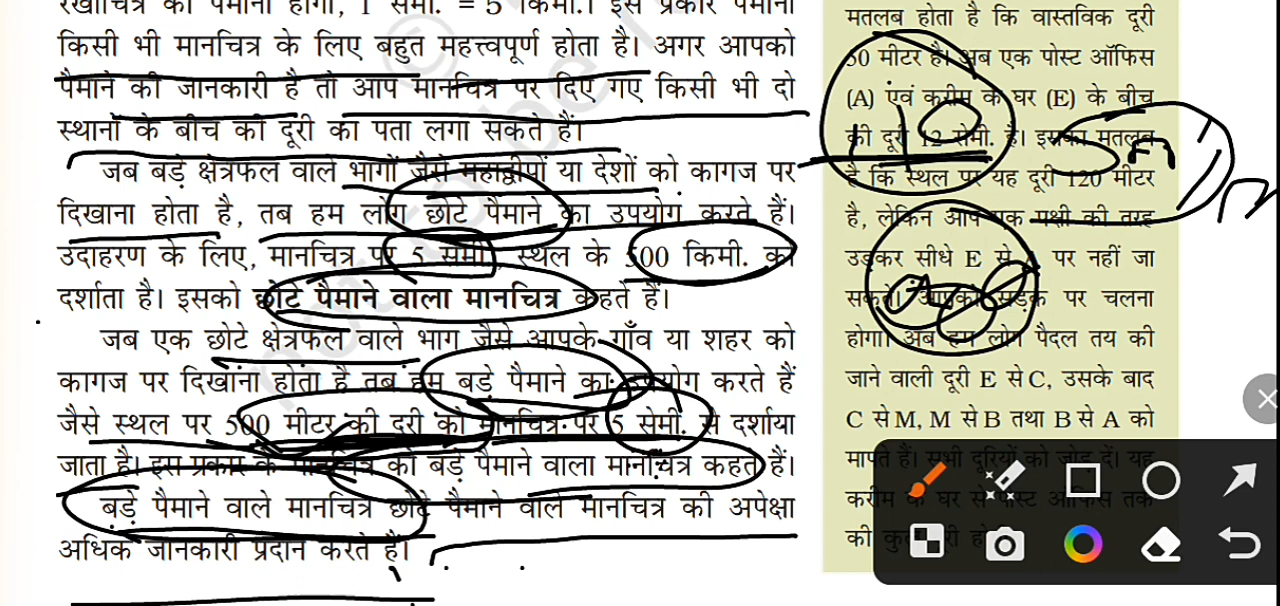 रेखाचित्र का पैमाना होगा, 1 सेमी. = 5 किमी.। इस प्रकार पैमाना
किसी भी मानचित्र के लिए बहुत महत्त्वपूर्ण होता है। अगर आपको
पैमाने की जानकारी है तो आप मानचित्र पर दिए गए किसी भी दो
स्थानों के बीच की दूरी का पता लगा सकते हैं।
जब बड़े क्षेत्रफल वाले भागों जैसे महाद्वीपों या देशों को कागज पर
दिखाना होता है, तब हम लोग छोटे पैमाने का उपयोग करते हैं।
उदाहरण के लिए, मानचित्र पर 5 सेमी., स्थल के 500 किमी. को
दर्शाता है। इसको छोटे पैमाने वाला मानचित्र कहते हैं।
जब एक छोटे क्षेत्रफल वाले भाग जैसे आपके गाँव या शहर को
कागज पर दिखाना होता है तब हम बड़े पैमाने का उपयोग करते हैं
जैसे स्थल पर 500 मीटर की दूरी को मानचित्र पर 5 सेमी. से दर्शाया
जाता है। इस प्रकार के मानचित्र को बड़े पैमाने वाला मानचित्र कहते हैं।
बड़े पैमाने वाले मानचित्र छोटे पैमाने वाले मानचित्र की अपेक्षा
अधिक जानकारी प्रदान करते हैं।
मतलब होता है कि वास्तविक दूरी
50 मीटर है। अब एक पोस्ट ऑफिस
(A) एंव करीम के घर (E) के बीच
की दूरी 12 सेमी. है। इसका मतलब
है कि स्थल पर यह दूरी 120 मीटर
है, लेकिन आप एक पक्षी की तरह
उड़कर सीधे E से A पर नहीं जा
सकते। आपको सड़क पर चलना
होगा। अब हम लोग पैदल तय की
जाने वाली दूरी E से C, उसके बाद
C से M, M से B तथा B से A को
मापते हैं। सभी दूरियों को जोड़ दें। यह
करीम के घर से पोस्ट ऑफिस तक
की कुल दूरी